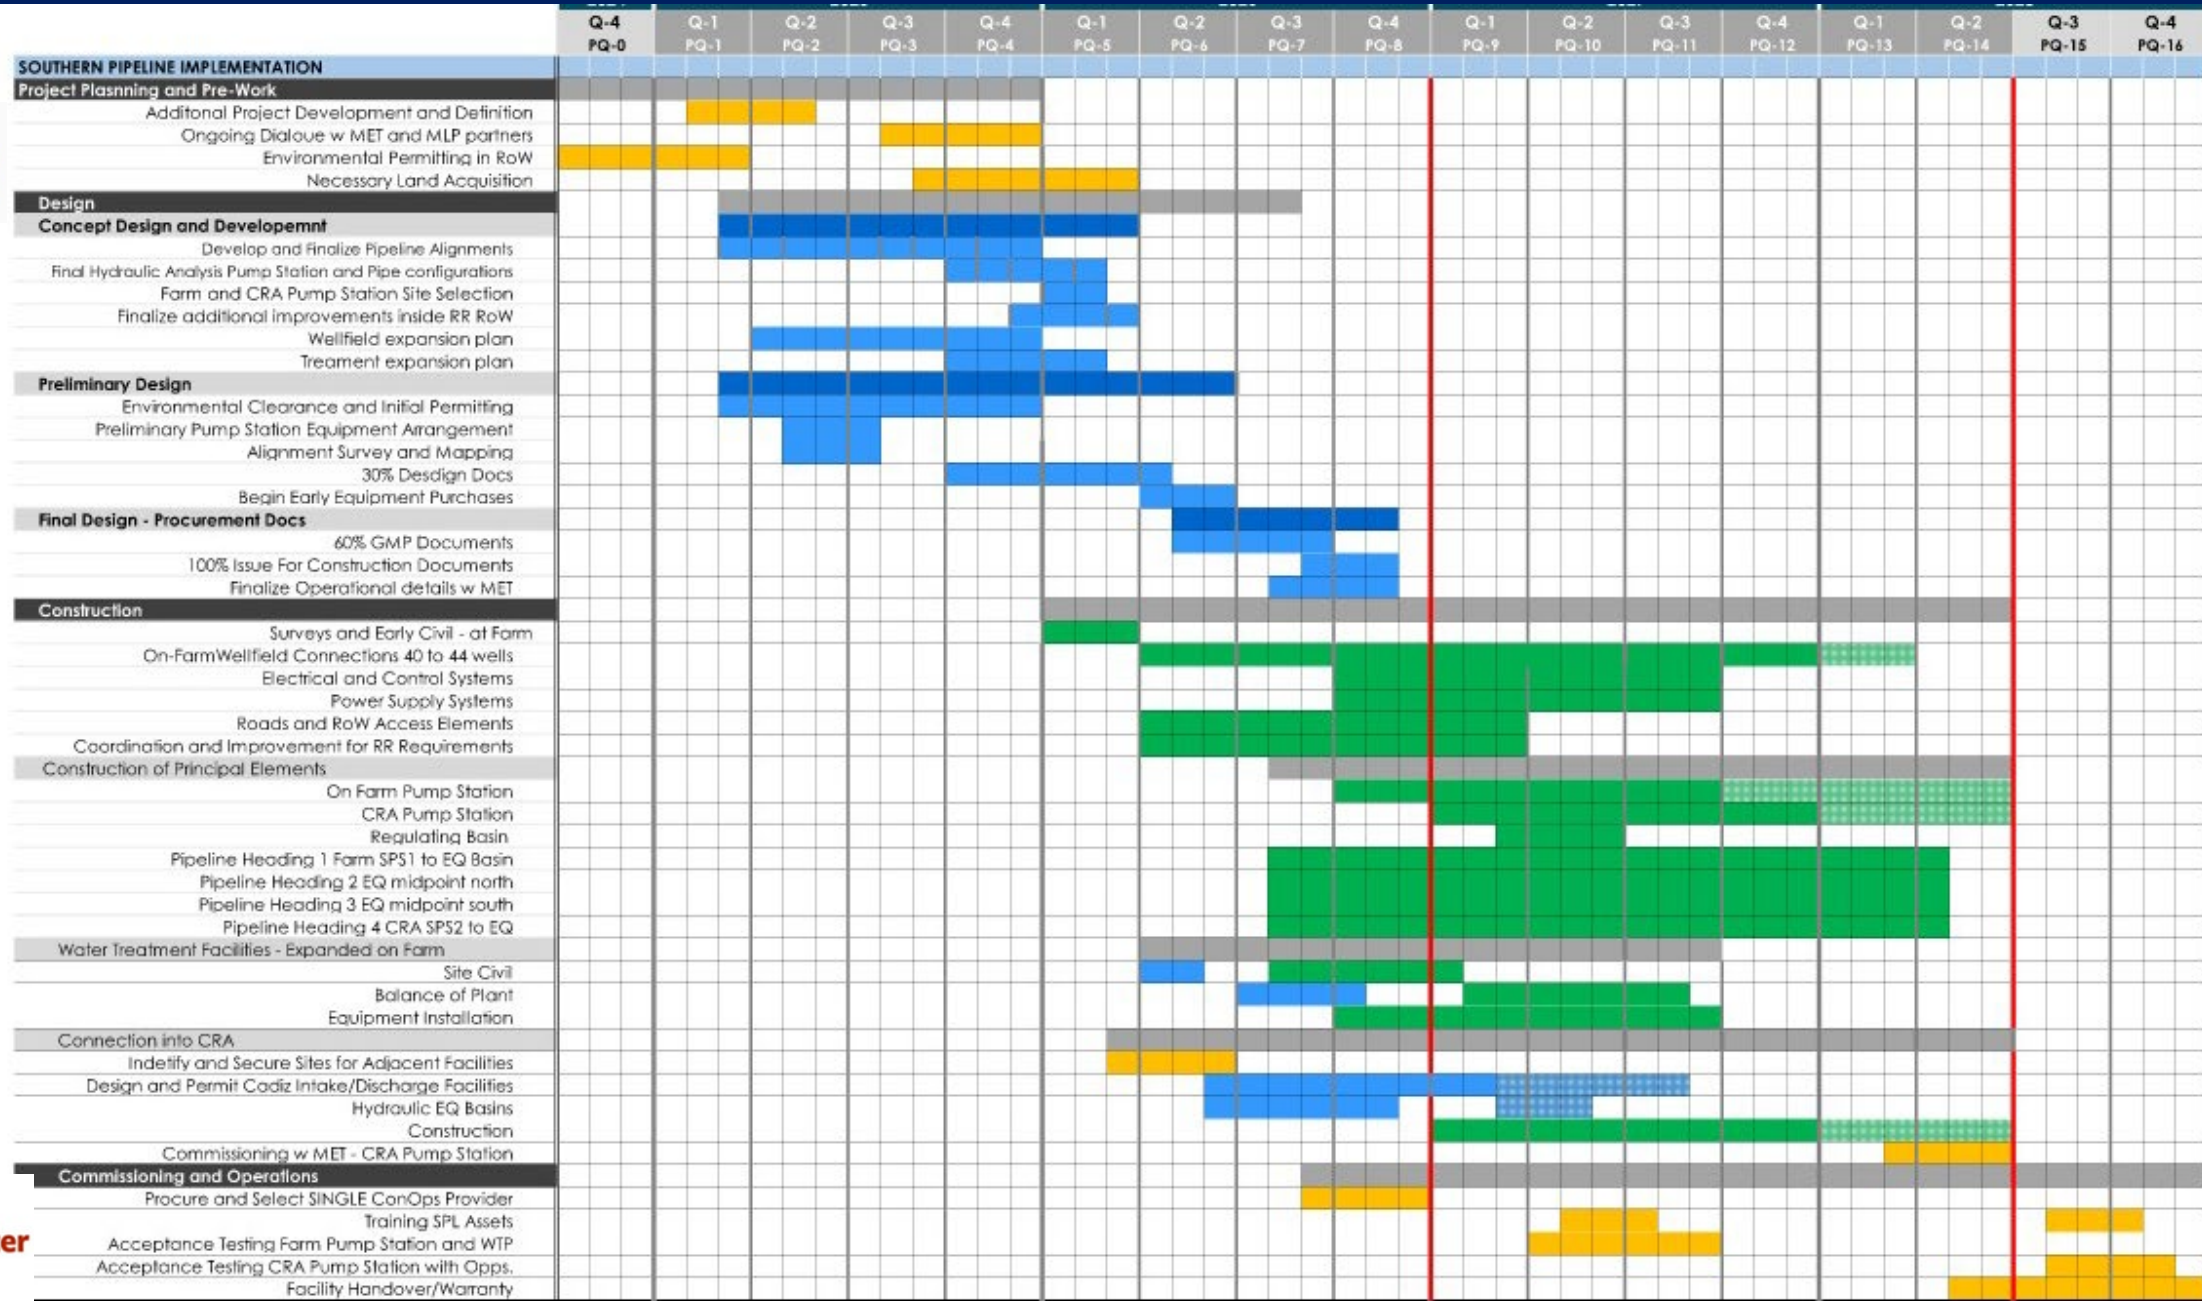 Q-4 Q-1 Q-2 Q-3 Q-4 Q-1 Q-2 Q-3 Q-4 Q-1 Q-2 Q-3 Q-4 Q-1 Q-2 Q-3 Q-4
PQ-0 PQ-1 PQ-2 PQ-3 PQ-4 PQ-5 PQ-6 PQ-7 PQ-8 PQ-9 PQ-10 PQ-11 PQ-12 PQ-13 PQ-14 PQ-15 PQ-16
SOUTHERN PIPELINE IMPLEMENTATION
Project Plasnning and Pre-Work
Additonal Project Development and Definition
Ongoing Dialoue w MET and MLP partners
Environmental Permitting in RoW
Necessary Land Acquisition
Design
Concept Design and Developemnt
Develop and Finalize Pipeline Alignments
Final Hydraulic Analysis Pump Station and Pipe configurations
Farm and CRA Pump Station Site Selection
Finalize additional improvements inside RR RoW
Wellfield expansion plan
Treament expansion plan
Preliminary Design
Environmental Clearance and Initial Permitting
Preliminary Pump Station Equipment Arrangement
Alignment Survey and Mapping
30% Desdign Docs
Begin Early Equipment Purchases
Final Design - Procurement Docs
60% GMP Documents
100% Issue For Construction Documents
Finalize Operational details w MET
Construction
Surveys and Early Civil - at Farm
On-FarmWellfield Connections 40 to 44 wells
Electrical and Control Systems
Power Supply Systems
Roads and RoW Access Elements
Coordination and Improvement for RR Requirements
Construction of Principal Elements
On Farm Pump Station
CRA Pump Station
Regulating Basin
Pipeline Heading 1 Farm SPS1 to EQ Basin
Pipeline Heading 2 EQ midpoint north
Pipeline Heading 3 EQ midpoint south
Pipeline Heading 4 CRA SPS2 to EQ
Water Treatment Facilities - Expanded on Farm
Site Civil
Balance of Plant
Equipment Installation
Connection into CRA
Indetify and Secure Sites for Adjacent Facilities
Design and Permit Cadiz Intake/Discharge Facilities
Hydraulic EQ Basins
Construction
Commissioning w MET - CRA Pump Station
Commissioning and Operations
Procure and Select SINGLE ConOps Provider
Training SPL Assets
er
Acceptance Testing Farm Pump Station and WTP
Acceptance Testing CRA Pump Station with Opps.
Facility Handover/Warranty